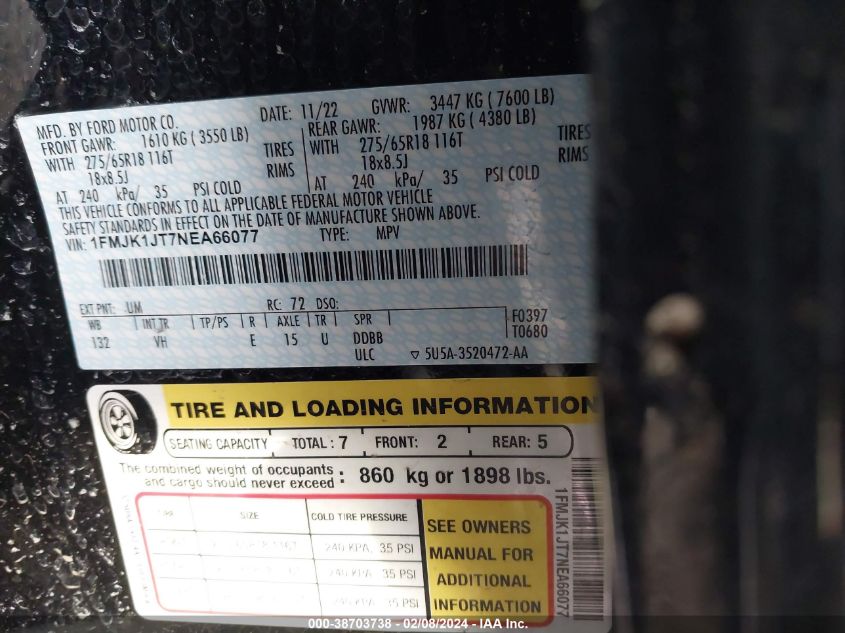 MFD. BY FORD MOTOR CO.
DATE: 11/22 GVWR: 3447 KG ( 7600 LB)
FRONT GAWR: 1610 KG ( 3550 LB) REAR GAWR: 1987 KG ( 4380 LB)
WITH 275/65R18 116T TIRES WITH 275/65R18 116T TIRES
18x8.5J RIMS 18x8.5J RIMS
AT 240 kPa/ 35 PSI COLD AT 240 kPa/ 35 PSI COLD
THIS VEHICLE CONFORMS TO ALL APPLICABLE FEDERAL MOTOR VEHICLE
SAFETY STANDARDS IN EFFECT ON THE DATE OF MANUFACTURE SHOWN ABOVE.
VIN: 1FMJK1JT7NEA66077 TYPE: MPV
EXT PNT: UM RC: 72 DSO:
WB INT TR TP/PS R AXLE TR SPR F0397
132 VH E 15 U DDBB T0680
ULC ▽ 5U5A-3520472-AA
TIRE AND LOADING INFORMATION
SEATING CAPACITY TOTAL : 7 FRONT: 2 REAR: 5
The combined weight of occupants and cargo should never exceed : 860 kg or 1898 lbs.
SIZE COLD TIRE PRESSURE
240 KPA, 35 PSI
240 KPA, 35 PSI
240 KPA, 35 PSI
SEE OWNERS
MANUAL FOR
ADDITIONAL
INFORMATION
1FMJK1JT7NEA66077
000-38703738 - 02/08/2024 - IAA Inc.